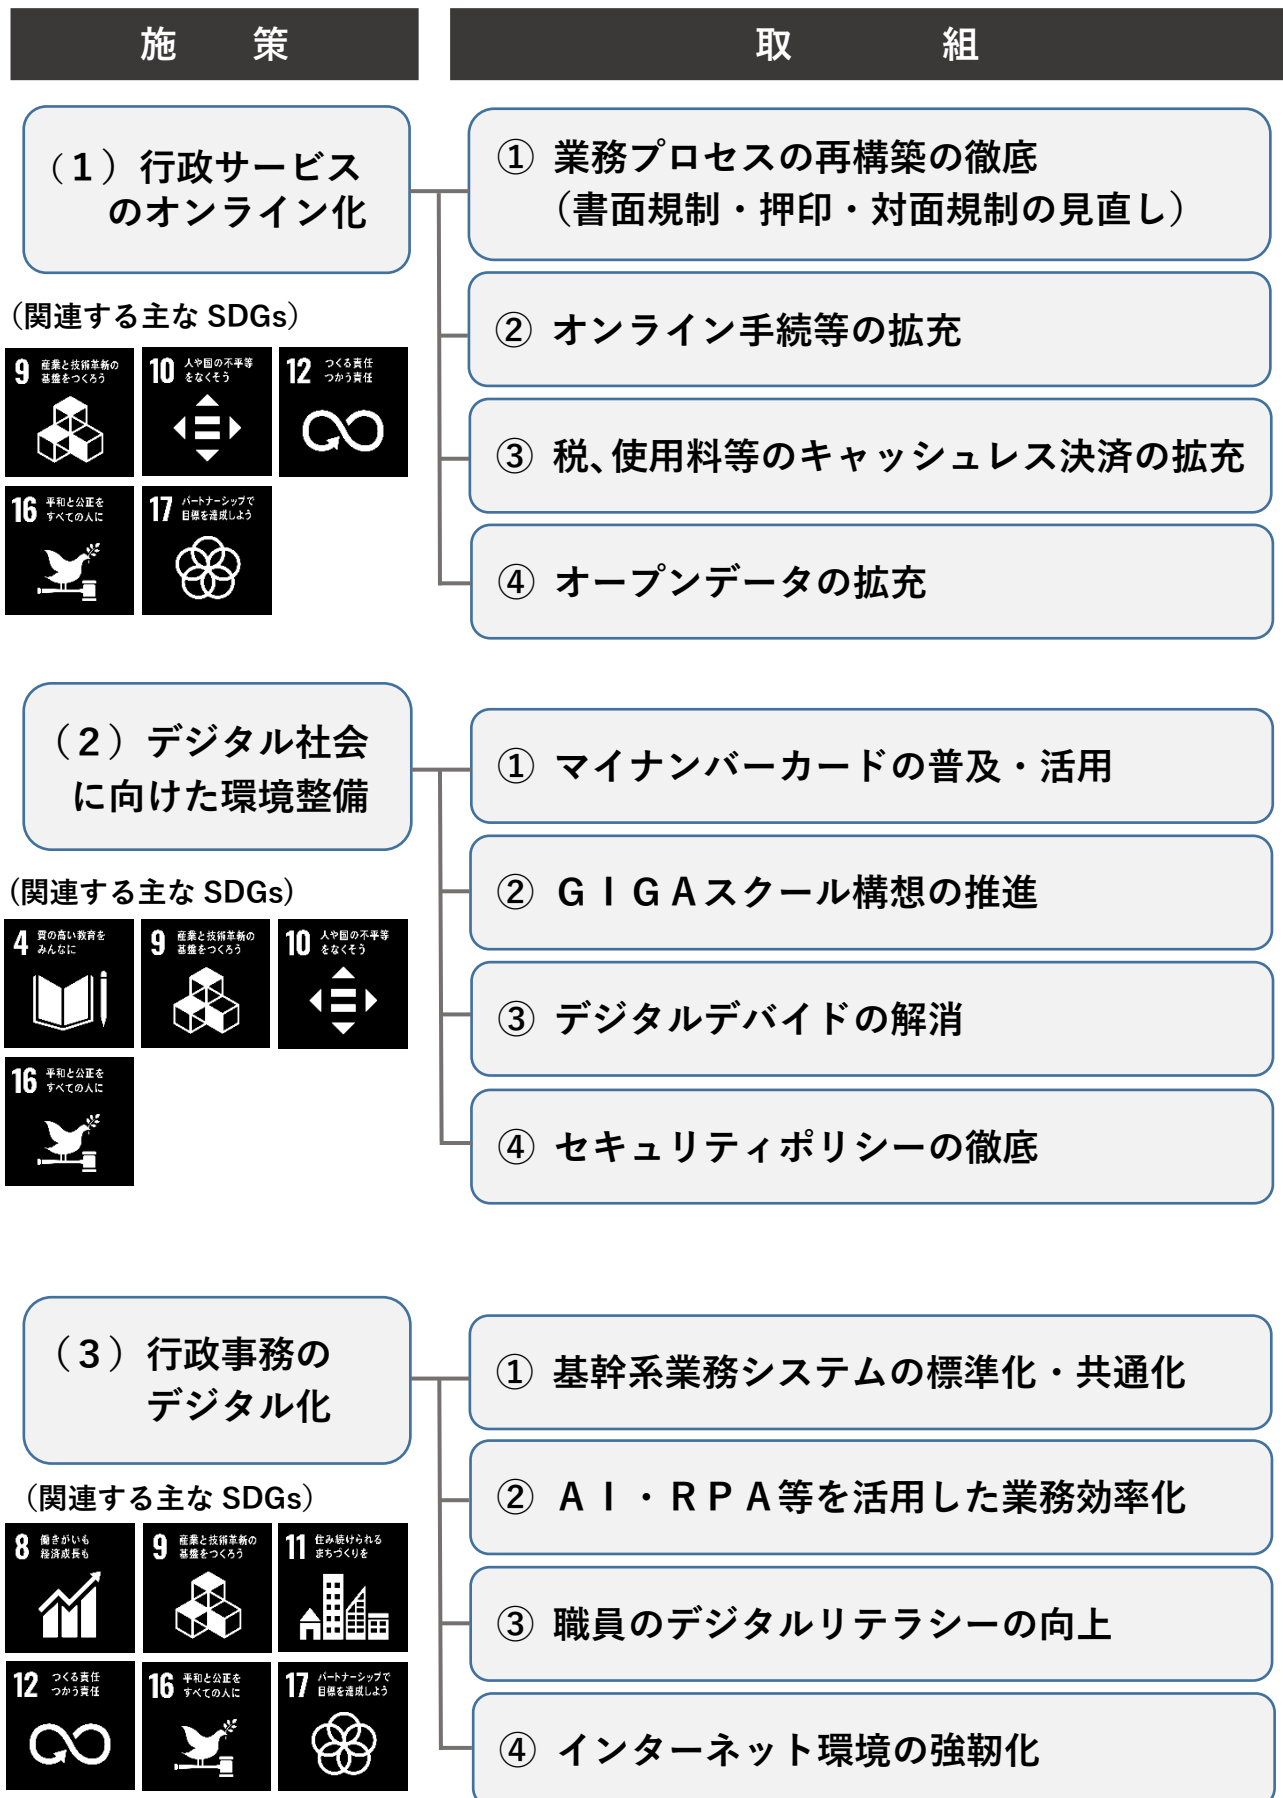 施　　策
取　　　　組
（１）行政サービス
のオンライン化
① 業務プロセスの再構築の徹底
（書面規制・押印・対面規制の見直し）
② オンライン手続等の拡充
③ 税、使用料等のキャッシュレス決済の拡充
④ オープンデータの拡充
（関連する主な SDGs）
9 産業と技術革新の
基盤をつくろう
10 人や国の不平等
をなくそう
12 つくる責任
つかう責任
16 平和と公正を
すべての人に
17 パートナーシップで
目標を達成しよう
（２）デジタル社会
に向けた環境整備
① マイナンバーカードの普及・活用
② ＧＩＧＡスクール構想の推進
③ デジタルデバイドの解消
④ セキュリティポリシーの徹底
（関連する主な SDGs）
4 質の高い教育を
みんなに
9 産業と技術革新の
基盤をつくろう
10 人や国の不平等
をなくそう
16 平和と公正を
すべての人に
（３）行政事務の
デジタル化
① 基幹系業務システムの標準化・共通化
② ＡＩ・ＲＰＡ等を活用した業務効率化
③ 職員のデジタルリテラシーの向上
④ インターネット環境の強靭化
（関連する主な SDGs）
8 働きがいも
経済成長も
9 産業と技術革新の
基盤をつくろう
11 住み続けられる
まちづくりを
12 つくる責任
つかう責任
16 平和と公正を
すべての人に
17 パートナーシップで
目標を達成しよう